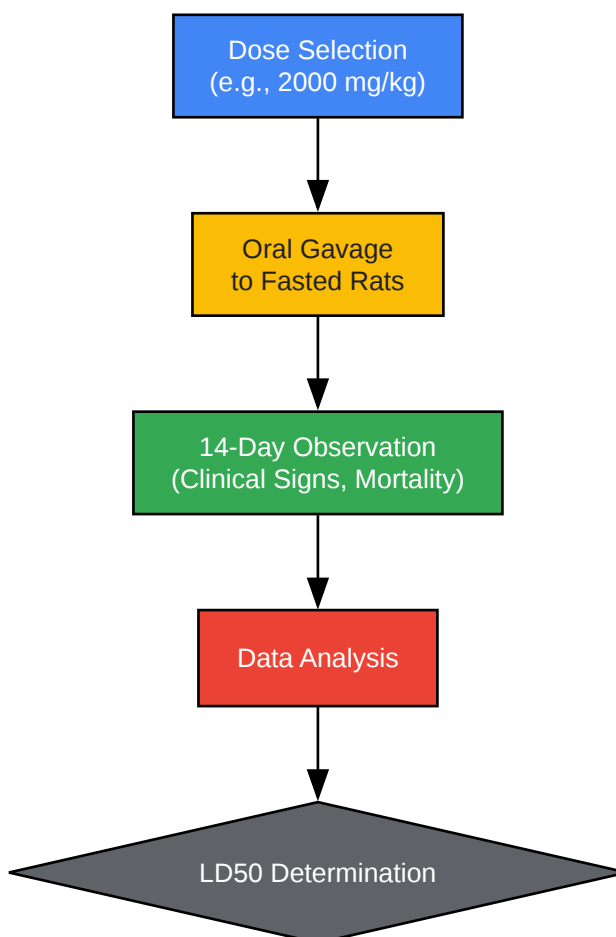 Dose Selection
(e.g., 2000 mg/kg)
Oral Gavage
to Fasted Rats
14-Day Observation
(Clinical Signs, Mortality)
Data Analysis
LD50 Determination